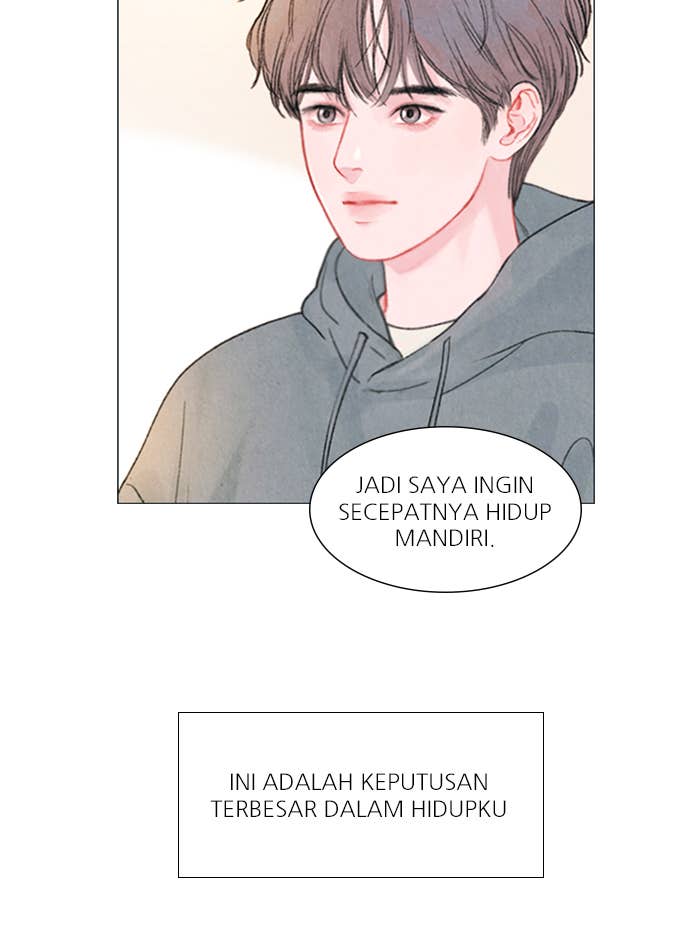 JADI SAYA INGIN
SECEPATNYA HIDUP
MANDIRI.
INI ADALAH KEPUTUSAN
TERBESAR DALAM HIDUPKU